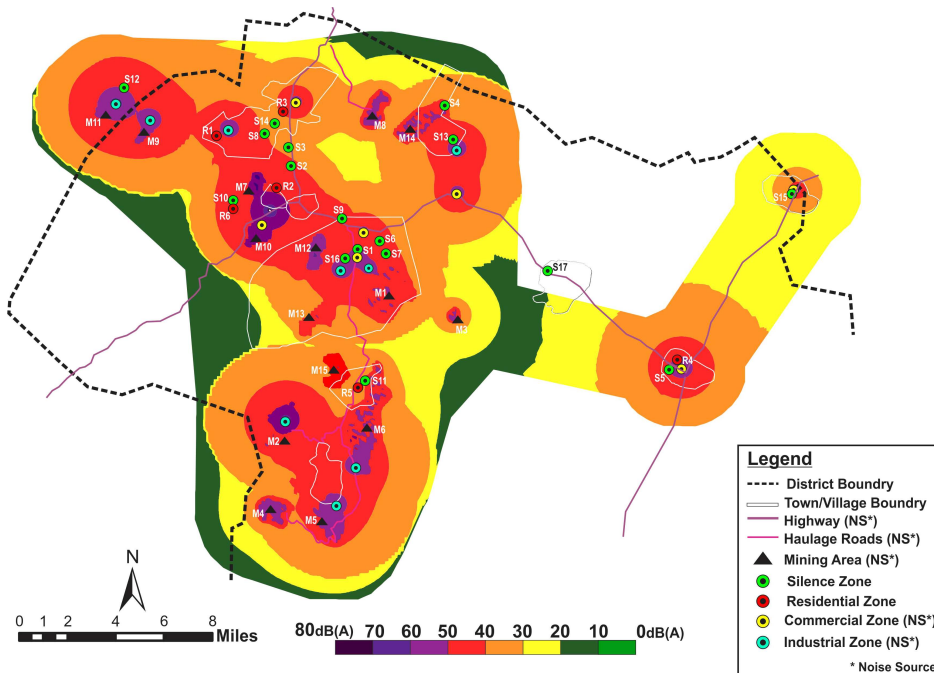 S12
M11
M9
R1
R3
S14
S8
S3
S2
M8
M14
S4
S13
S15
M7
R2
S10
R6
M10
S9
M12
S16
S1
S6
S7
M1
M13
S17
M15
S11
R5
R4
S5
M2
M6
M4
M5
N
0 1 2 4 6 8
Miles
80dB(A) 70 60 50 40 30 20 10 0dB(A)
Legend
District Boundry
Town/Village Boundry
Highway (NS*)
Haulage Roads (NS*)
Mining Area (NS*)
Silence Zone
Residential Zone
Commercial Zone (NS*)
Industrial Zone (NS*)
* Noise Source